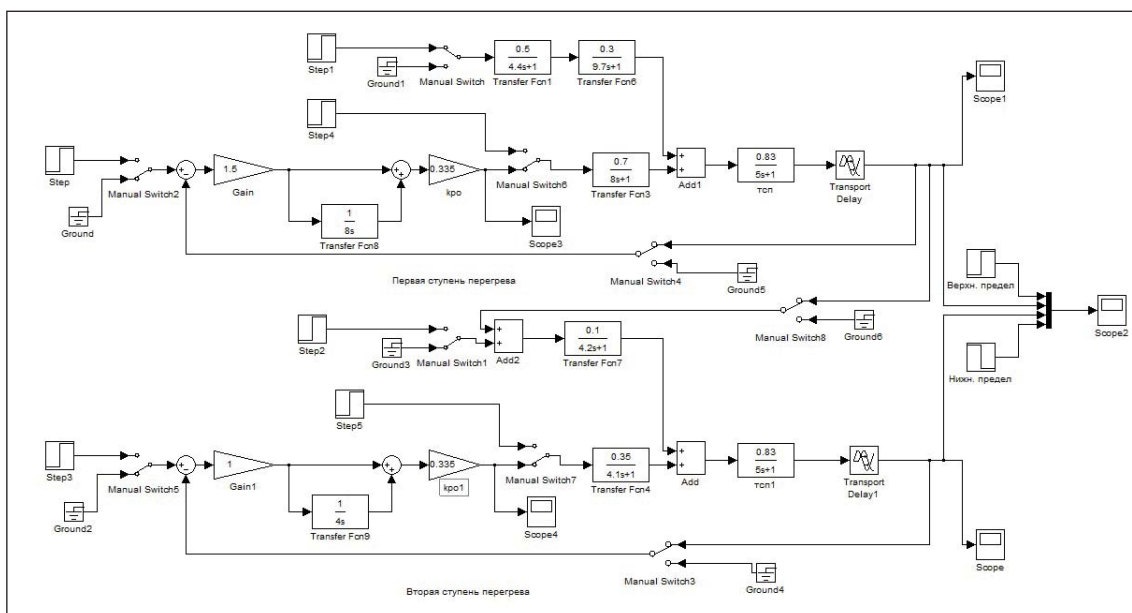 Step1
Ground1
Manual Switch
0.5
4.4s+1
Transfer Fcn1
0.3
9.7s+1
Transfer Fcn6
Scope1
Step4
Step
Ground
Manual Switch2
1.5
Gain
1
8s
Transfer Fcn8
0.335
kpo
Scope3
Manual Switch6
0.7
8s+1
Transfer Fcn3
Add1
0.83
5s+1
тсп
Transport
Delay
Manual Switch4
Ground5
Первая ступень перегрева
Верхн. предел
Manual Switch8
Ground6
Scope2
Нижн. предел
Step2
Ground3
Manual Switch1
Add2
0.1
4.2s+1
Transfer Fcn7
Step5
Step3
Ground2
Manual Switch5
1
Gain1
1
4s
Transfer Fcn9
0.335
kpo1
Scope4
Manual Switch7
0.35
4.1s+1
Transfer Fcn4
Add
0.83
5s+1
тсп1
Transport
Delay1
Scope
Manual Switch3
Ground4
Вторая ступень перегрева